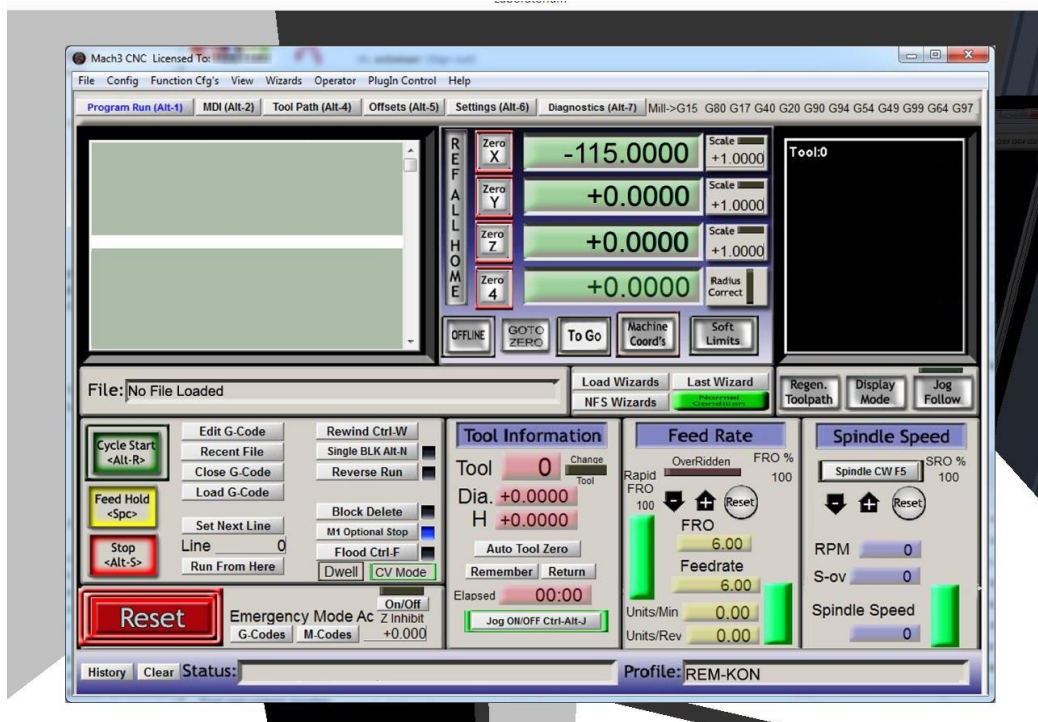 Mach3 CNC Licensed To:
File Config Function Cfg's View Wizards Operator PlugIn Control Help
Program Run (Alt-1) MDI (Alt-2) Tool Path (Alt-4) Offsets (Alt-5) Settings (Alt-6) Diagnostics (Alt-7) Mill->G15 G80 G17 G40 G20 G90 G94 G54 G49 G99 G64 G97
REF ALL HOME
Zero X -115.0000 Scale +1.0000
Zero Y +0.0000 Scale +1.0000
Zero Z +0.0000 Scale +1.0000
Zero 4 +0.0000 Radius Correct
OFFLINE GOTO ZERO To Go Machine Coord's Soft Limits
Tool:0
File: No File Loaded
Load Wizards Last Wizard
NFS Wizards Normal Condition
Regen. Toolpath Display Mode Jog Follow
Cycle Start <Alt-R>
Feed Hold <Spc>
Stop <Alt-S>
Edit G-Code
Recent File
Close G-Code
Load G-Code
Set Next Line
Line 0
Run From Here
Rewind Ctrl-W
Single BLK Alt-N
Reverse Run
Block Delete
M1 Optional Stop
Flood Ctrl-F
Dwell CV Mode
Reset
Emergency Mode Ac
G-Codes M-Codes
On/Off
Z Inhibit
+0.000
Tool Information
Tool 0 Change Tool
Dia. +0.0000
H +0.0000
Auto Tool Zero
Remember Return
Elapsed 00:00
Jog ON/OFF Ctrl-Alt-J
Feed Rate
OverRidden FRO %
100
Rapid FRO
100
Reset
FRO
6.00
Feedrate
6.00
Units/Min 0.00
Units/Rev 0.00
Spindle Speed
Spindle CW F5 SRO %
100
Reset
RPM 0
S-ov 0
Spindle Speed
0
History Clear Status:
Profile: REM-KON